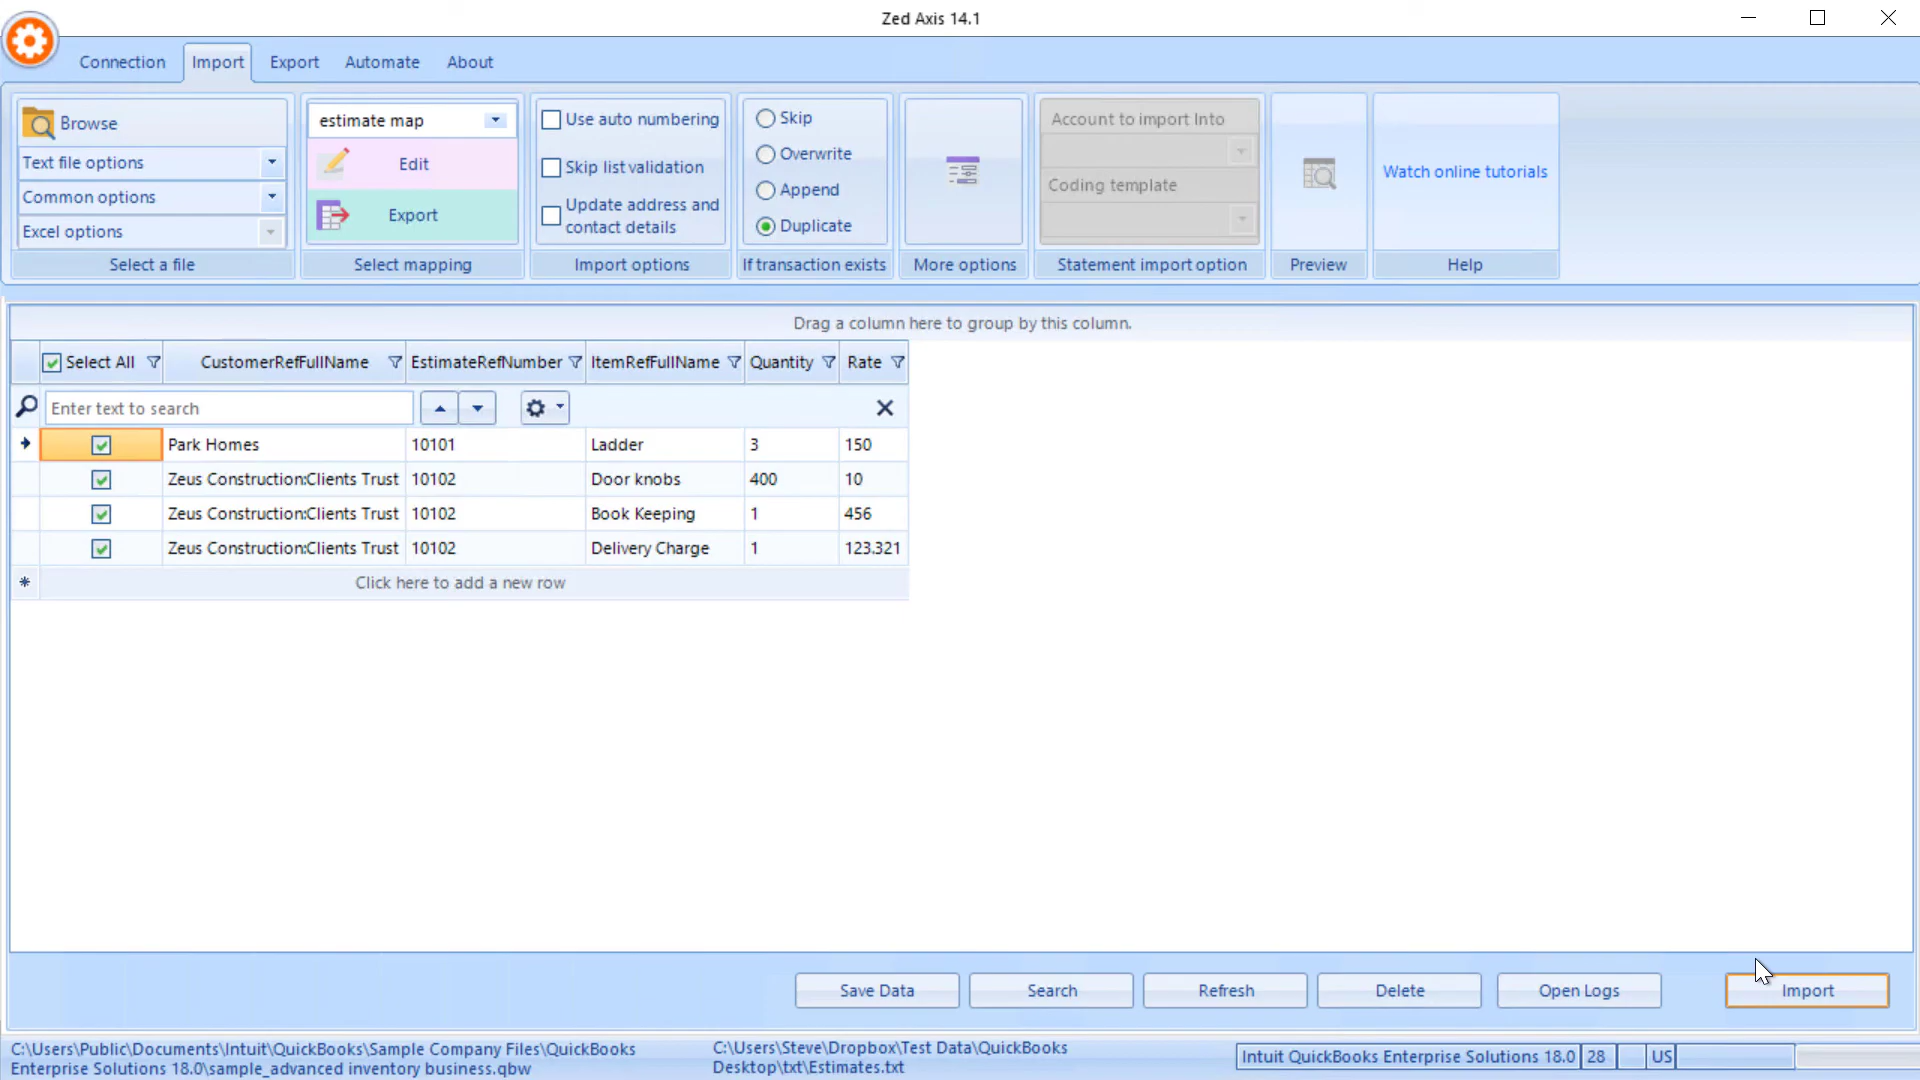 Zed Axis 14.1
Connection
Import
Export
Automate
About
Browse
Text file options
Common options
Excel options
Select a file
estimate map
Edit
Export
Select mapping
Use auto numbering
Skip list validation
Update address and
contact details
Import options
Skip
Overwrite
Append
Duplicate
If transaction exists
More options
Account to import Into
Coding template
Statement import option
Preview
Watch online tutorials
Help
Drag a column here to group by this column.
Select All CustomerRefFullName EstimateRefNumber ItemRefFullName Quantity Rate
Enter text to search
Park Homes 10101 Ladder 3 150
Zeus Construction:Clients Trust 10102 Door knobs 400 10
Zeus Construction:Clients Trust 10102 Book Keeping 1 456
Zeus Construction:Clients Trust 10102 Delivery Charge 1 123.321
Click here to add a new row
Save Data
Search
Refresh
Delete
Open Logs
Import
C:\Users\Public\Documents\Intuit\QuickBooks\Sample Company Files\QuickBooks
Enterprise Solutions 18.0\sample_advanced inventory business.qbw
C:\Users\Steve\Dropbox\Test Data\QuickBooks
Desktop\txt\Estimates.txt
Intuit QuickBooks Enterprise Solutions 18.0 28 US